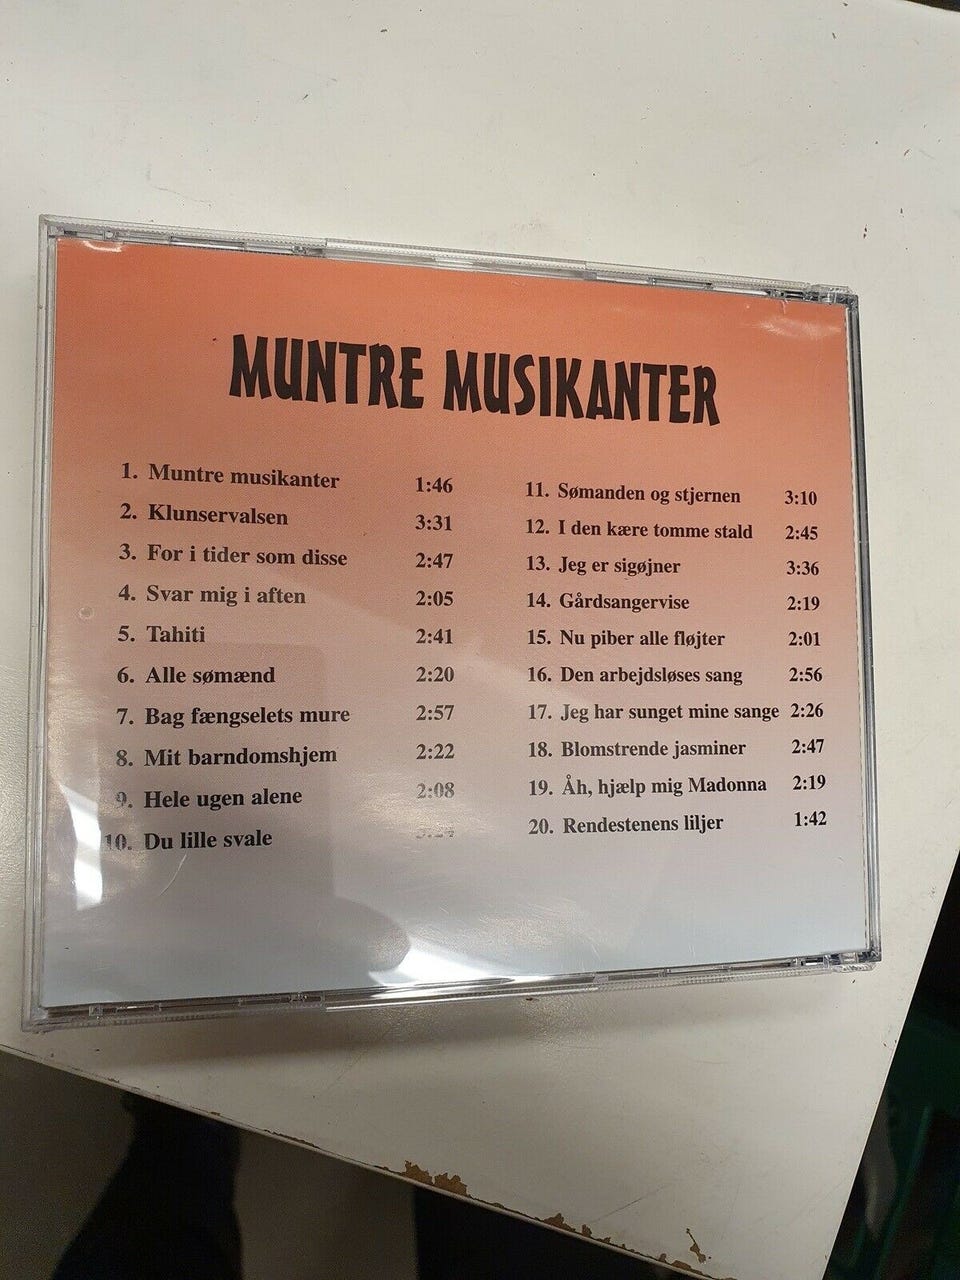 MUNTRE MUSIKANTER
1. Muntre musikanter 1:46
2. Klunservalsen 3:31
3. For i tider som disse 2:47
4. Svar mig i aften 2:05
5. Tahiti 2:41
6. Alle sømænd 2:20
7. Bag fængselets mure 2:57
8. Mit barndomshjem 2:22
9. Hele ugen alene 2:08
10. Du lille svale
11. Sømanden og stjernen 3:10
12. I den kære tomme stald 2:45
13. Jeg er sigøjner 3:36
14. Gårdsangervise 2:19
15. Nu piber alle fløjter 2:01
16. Den arbejdsløses sang 2:56
17. Jeg har sunget mine sange 2:26
18. Blomstrende jasminer 2:47
19. Åh, hjælp mig Madonna 2:19
20. Rendestenens liljer 1:42